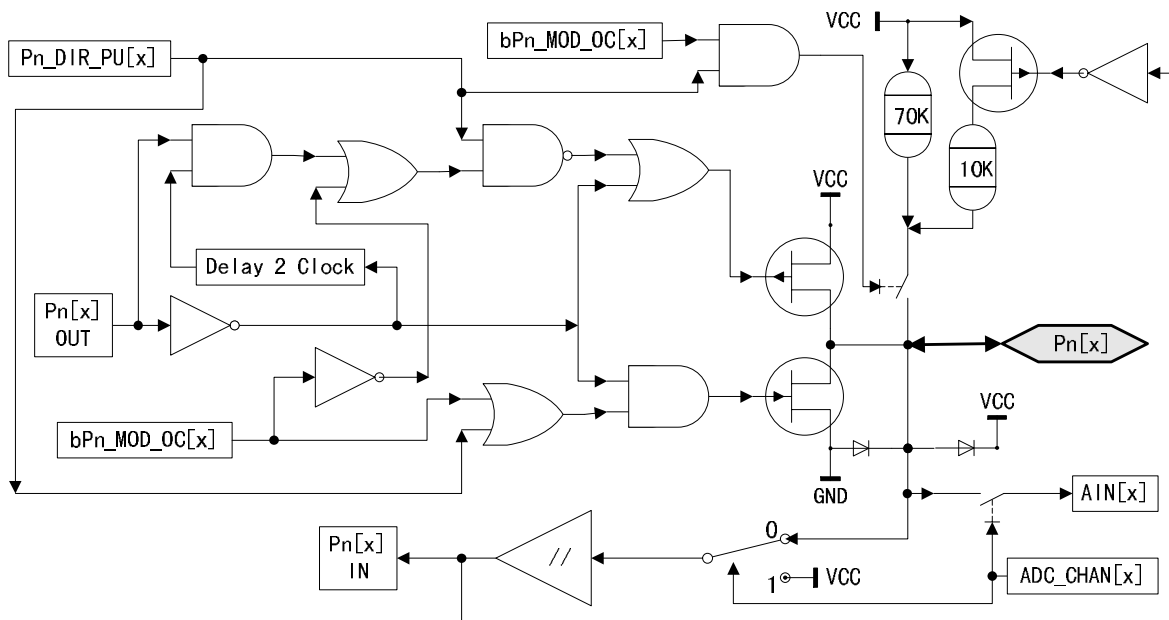 bPn_MOD_OC[x]
VCC
Pn_DIR_PU[x]
70K
10K
VCC
Delay 2 Clock
Pn[x]
OUT
Pn[x]
bPn_MOD_OC[x]
VCC
GND
AIN[x]
0
Pn[x]
IN
//
1
VCC
ADC_CHAN[x]